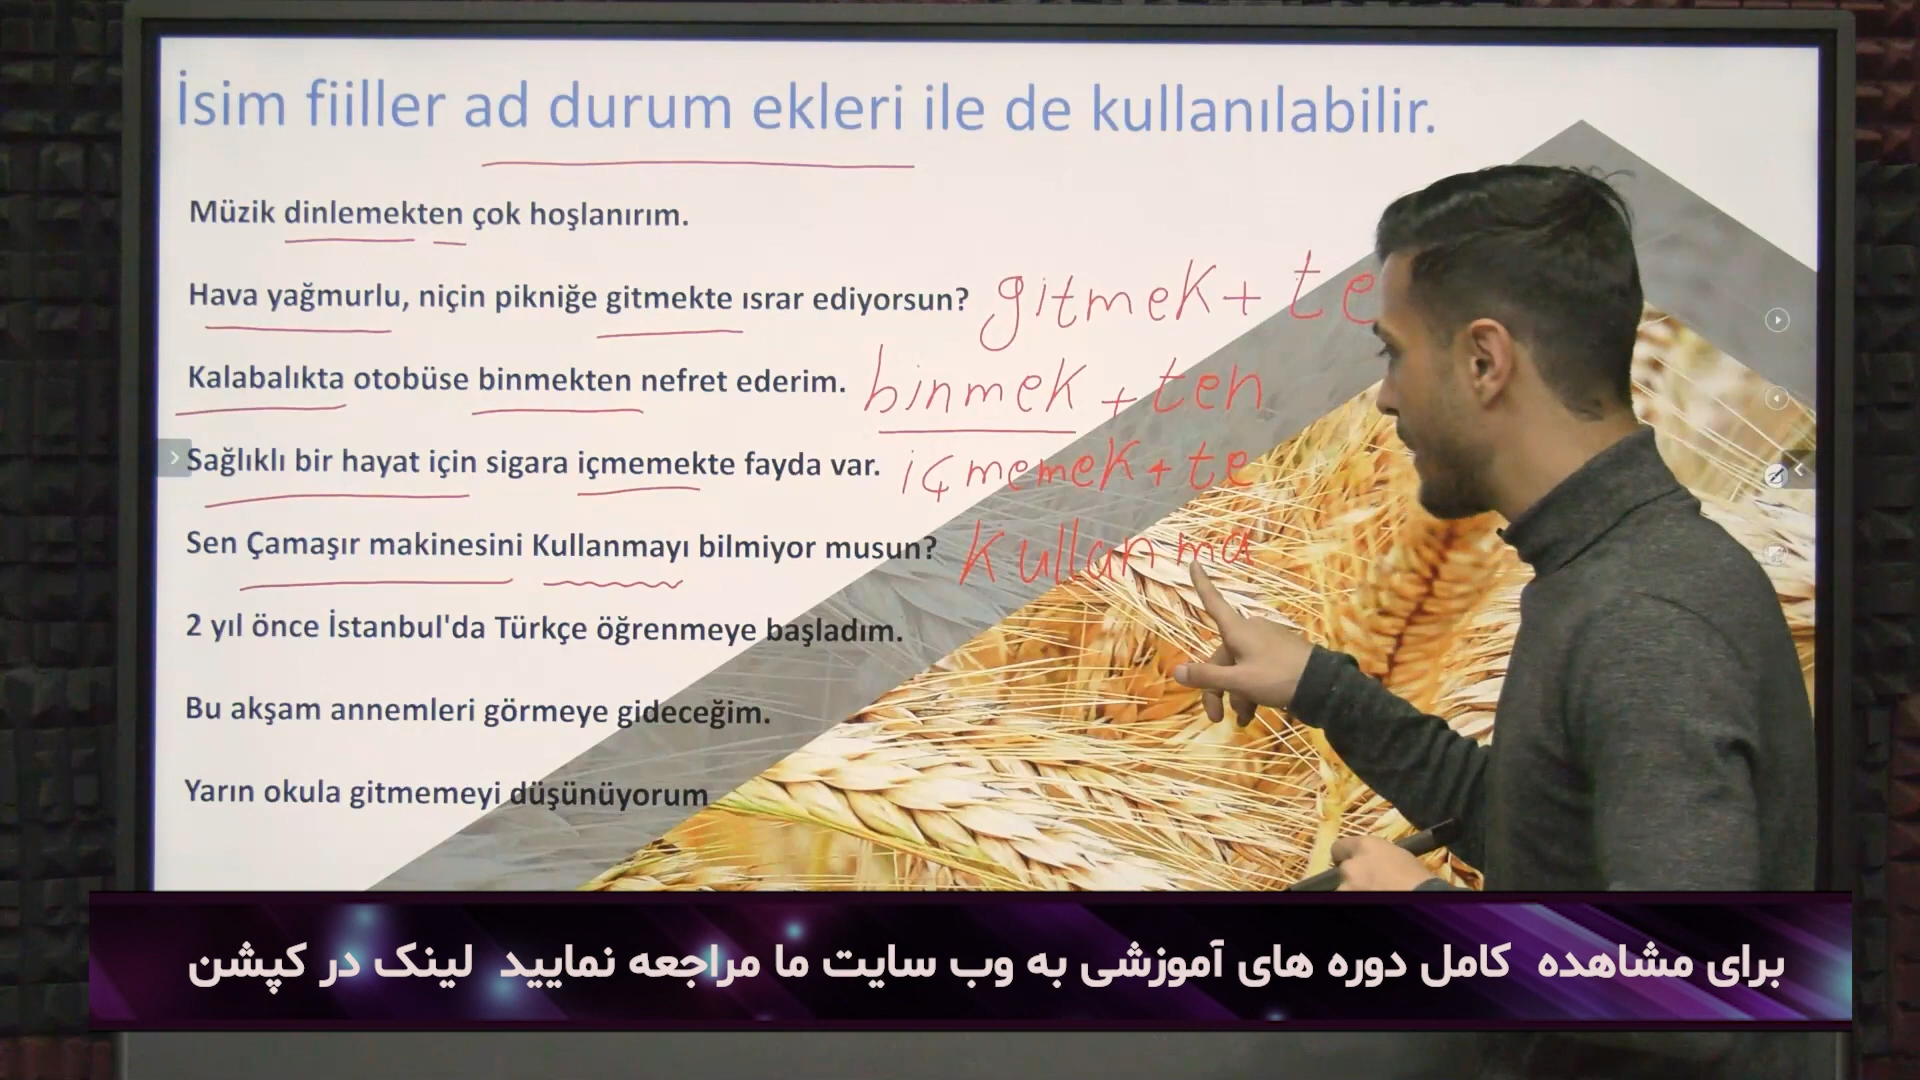 İsim fiiller ad durum ekleri ile de kullanılabilir.
Müzik dinlemekten çok hoşlanırım.
Hava yağmurlu, niçin pikniğe gitmekte ısrar ediyorsun? gitmek + te
Kalabalıkta otobüse binmekten nefret ederim. binmek + ten
Sağlıklı bir hayat için sigara içmemekte fayda var. içmemek + te
Sen Çamaşır makinesini Kullanmayı bilmiyor musun? Kullanma
2 yıl önce İstanbul'da Türkçe öğrenmeye başladım.
Bu akşam annemleri görmeye gideceğim.
Yarın okula gitmemeyi düşünüyorum
برای مشاهده کامل دوره های آموزشی به وب سایت ما مراجعه نمایید لینک در کپشن